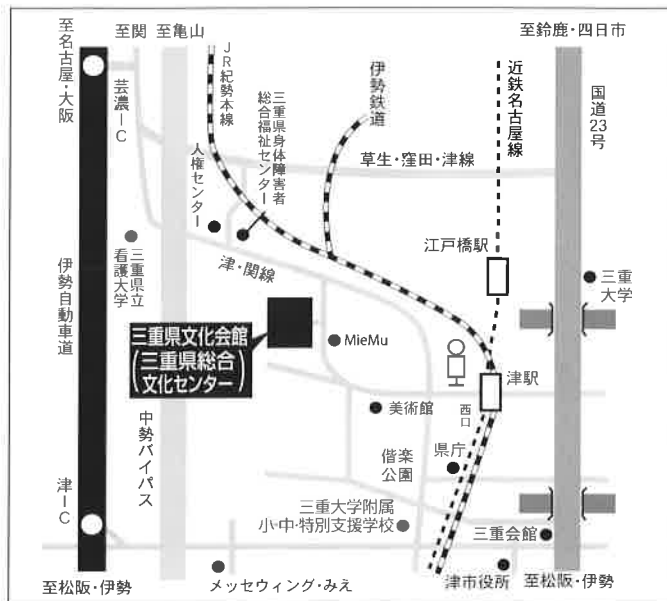 至名古屋・大阪
至関
至亀山
至鈴鹿・四日市
芸濃IC
JR紀勢本線
伊勢鉄道
近鉄名古屋線
国道23号
三重県身体障害者
総合福祉センター
人権センター
草生・窪田・津線
三重県立
看護大学
津・関線
江戸橋駅
三重
大学
伊勢自動車道
三重県文化会館
(三重県総合
文化センター)
MieMu
津駅
西口
美術館
中勢バイパス
偕楽
公園
県庁
津IC
三重大学附属
小・中・特別支援学校
三重会館
至松阪・伊勢
メッセウィング・みえ
津市役所
至松阪・伊勢